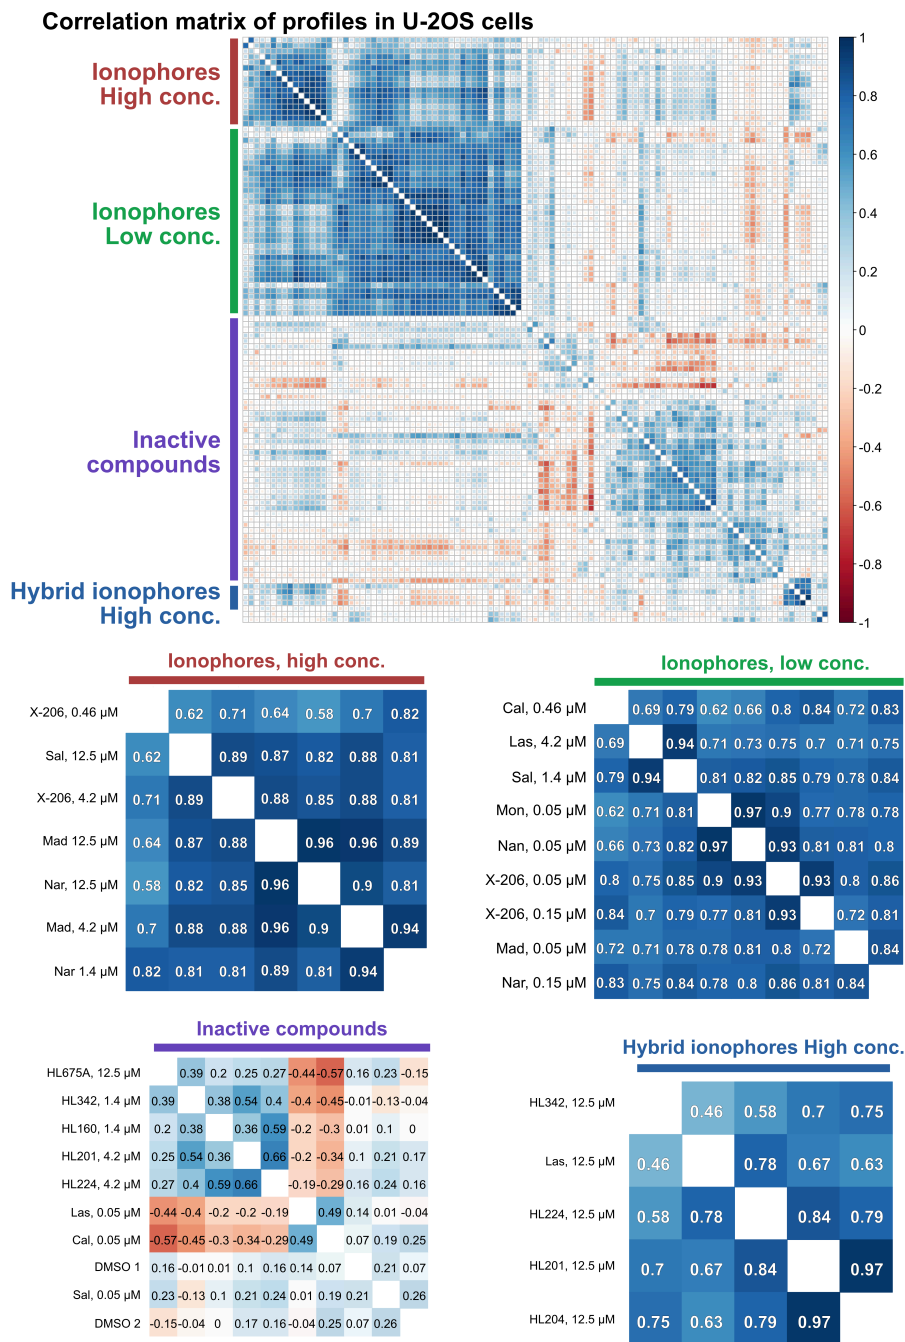 Correlation matrix of profiles in U-2OS cells
Ionophores
High conc.
Ionophores
Low conc.
Inactive
compounds
Hybrid ionophores
High conc.
1
0.8
0.6
0.4
0.2
0
-0.2
-0.4
-0.6
-0.8
-1
Ionophores, high conc.
X-206, 0.46 µM 0.62 0.71 0.64 0.58 0.7 0.82
Sal, 12.5 µM 0.62 0.89 0.87 0.82 0.88 0.81
X-206, 4.2 µM 0.71 0.89 0.88 0.85 0.88 0.81
Mad 12.5 µM 0.64 0.87 0.88 0.96 0.96 0.89
Nar, 12.5 µM 0.58 0.82 0.85 0.96 0.9 0.81
Mad, 4.2 µM 0.7 0.88 0.88 0.96 0.9 0.94
Nar 1.4 µM 0.82 0.81 0.81 0.89 0.81 0.94
Ionophores, low conc.
Cal, 0.46 µM 0.69 0.79 0.62 0.66 0.8 0.84 0.72 0.83
Las, 4.2 µM 0.69 0.94 0.71 0.73 0.75 0.7 0.71 0.75
Sal, 1.4 µM 0.79 0.94 0.81 0.82 0.85 0.79 0.78 0.84
Mon, 0.05 µM 0.62 0.71 0.81 0.97 0.9 0.77 0.78 0.78
Nan, 0.05 µM 0.66 0.73 0.82 0.97 0.93 0.81 0.81 0.8
X-206, 0.05 µM 0.8 0.75 0.85 0.9 0.93 0.93 0.8 0.86
X-206, 0.15 µM 0.84 0.7 0.79 0.77 0.81 0.93 0.72 0.81
Mad, 0.05 µM 0.72 0.71 0.78 0.78 0.81 0.8 0.72 0.84
Nar, 0.15 µM 0.83 0.75 0.84 0.78 0.8 0.86 0.81 0.84
Inactive compounds
HL675A, 12.5 µM 0.39 0.2 0.25 0.27 -0.44 -0.57 0.16 0.23 -0.15
HL342, 1.4 µM 0.39 0.38 0.54 0.4 -0.4 -0.45 -0.01 -0.13 -0.04
HL160, 1.4 µM 0.2 0.38 0.36 0.59 -0.2 -0.3 0.01 0.1 0
HL201, 4.2 µM 0.25 0.54 0.36 0.66 -0.2 -0.34 0.1 0.21 0.17
HL224, 4.2 µM 0.27 0.4 0.59 0.66 -0.19 -0.29 0.16 0.24 0.16
Las, 0.05 µM -0.44 -0.4 -0.2 -0.2 -0.19 0.49 0.14 0.01 -0.04
Cal, 0.05 µM -0.57 -0.45 -0.3 -0.34 -0.29 0.49 0.07 0.19 0.25
DMSO 1 0.16 -0.01 0.01 0.1 0.16 0.14 0.07 0.21 0.07
Sal, 0.05 µM 0.23 -0.13 0.1 0.21 0.24 0.01 0.19 0.21 0.26
DMSO 2 -0.15 -0.04 0 0.17 0.16 -0.04 0.25 0.07 0.26
Hybrid ionophores High conc.
HL342, 12.5 µM 0.46 0.58 0.7 0.75
Las, 12.5 µM 0.46 0.78 0.67 0.63
HL224, 12.5 µM 0.58 0.78 0.84 0.79
HL201, 12.5 µM 0.7 0.67 0.84 0.97
HL204, 12.5 µM 0.75 0.63 0.79 0.97